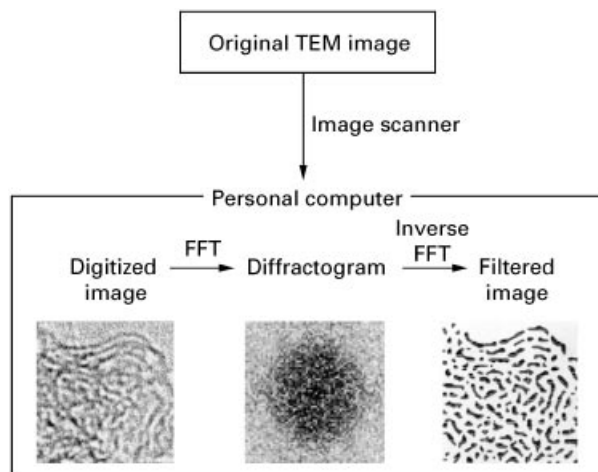 Original TEM image
Image scanner
Personal computer
Digitized
image
FFT
Diffractogram
Inverse
FFT
Filtered
image